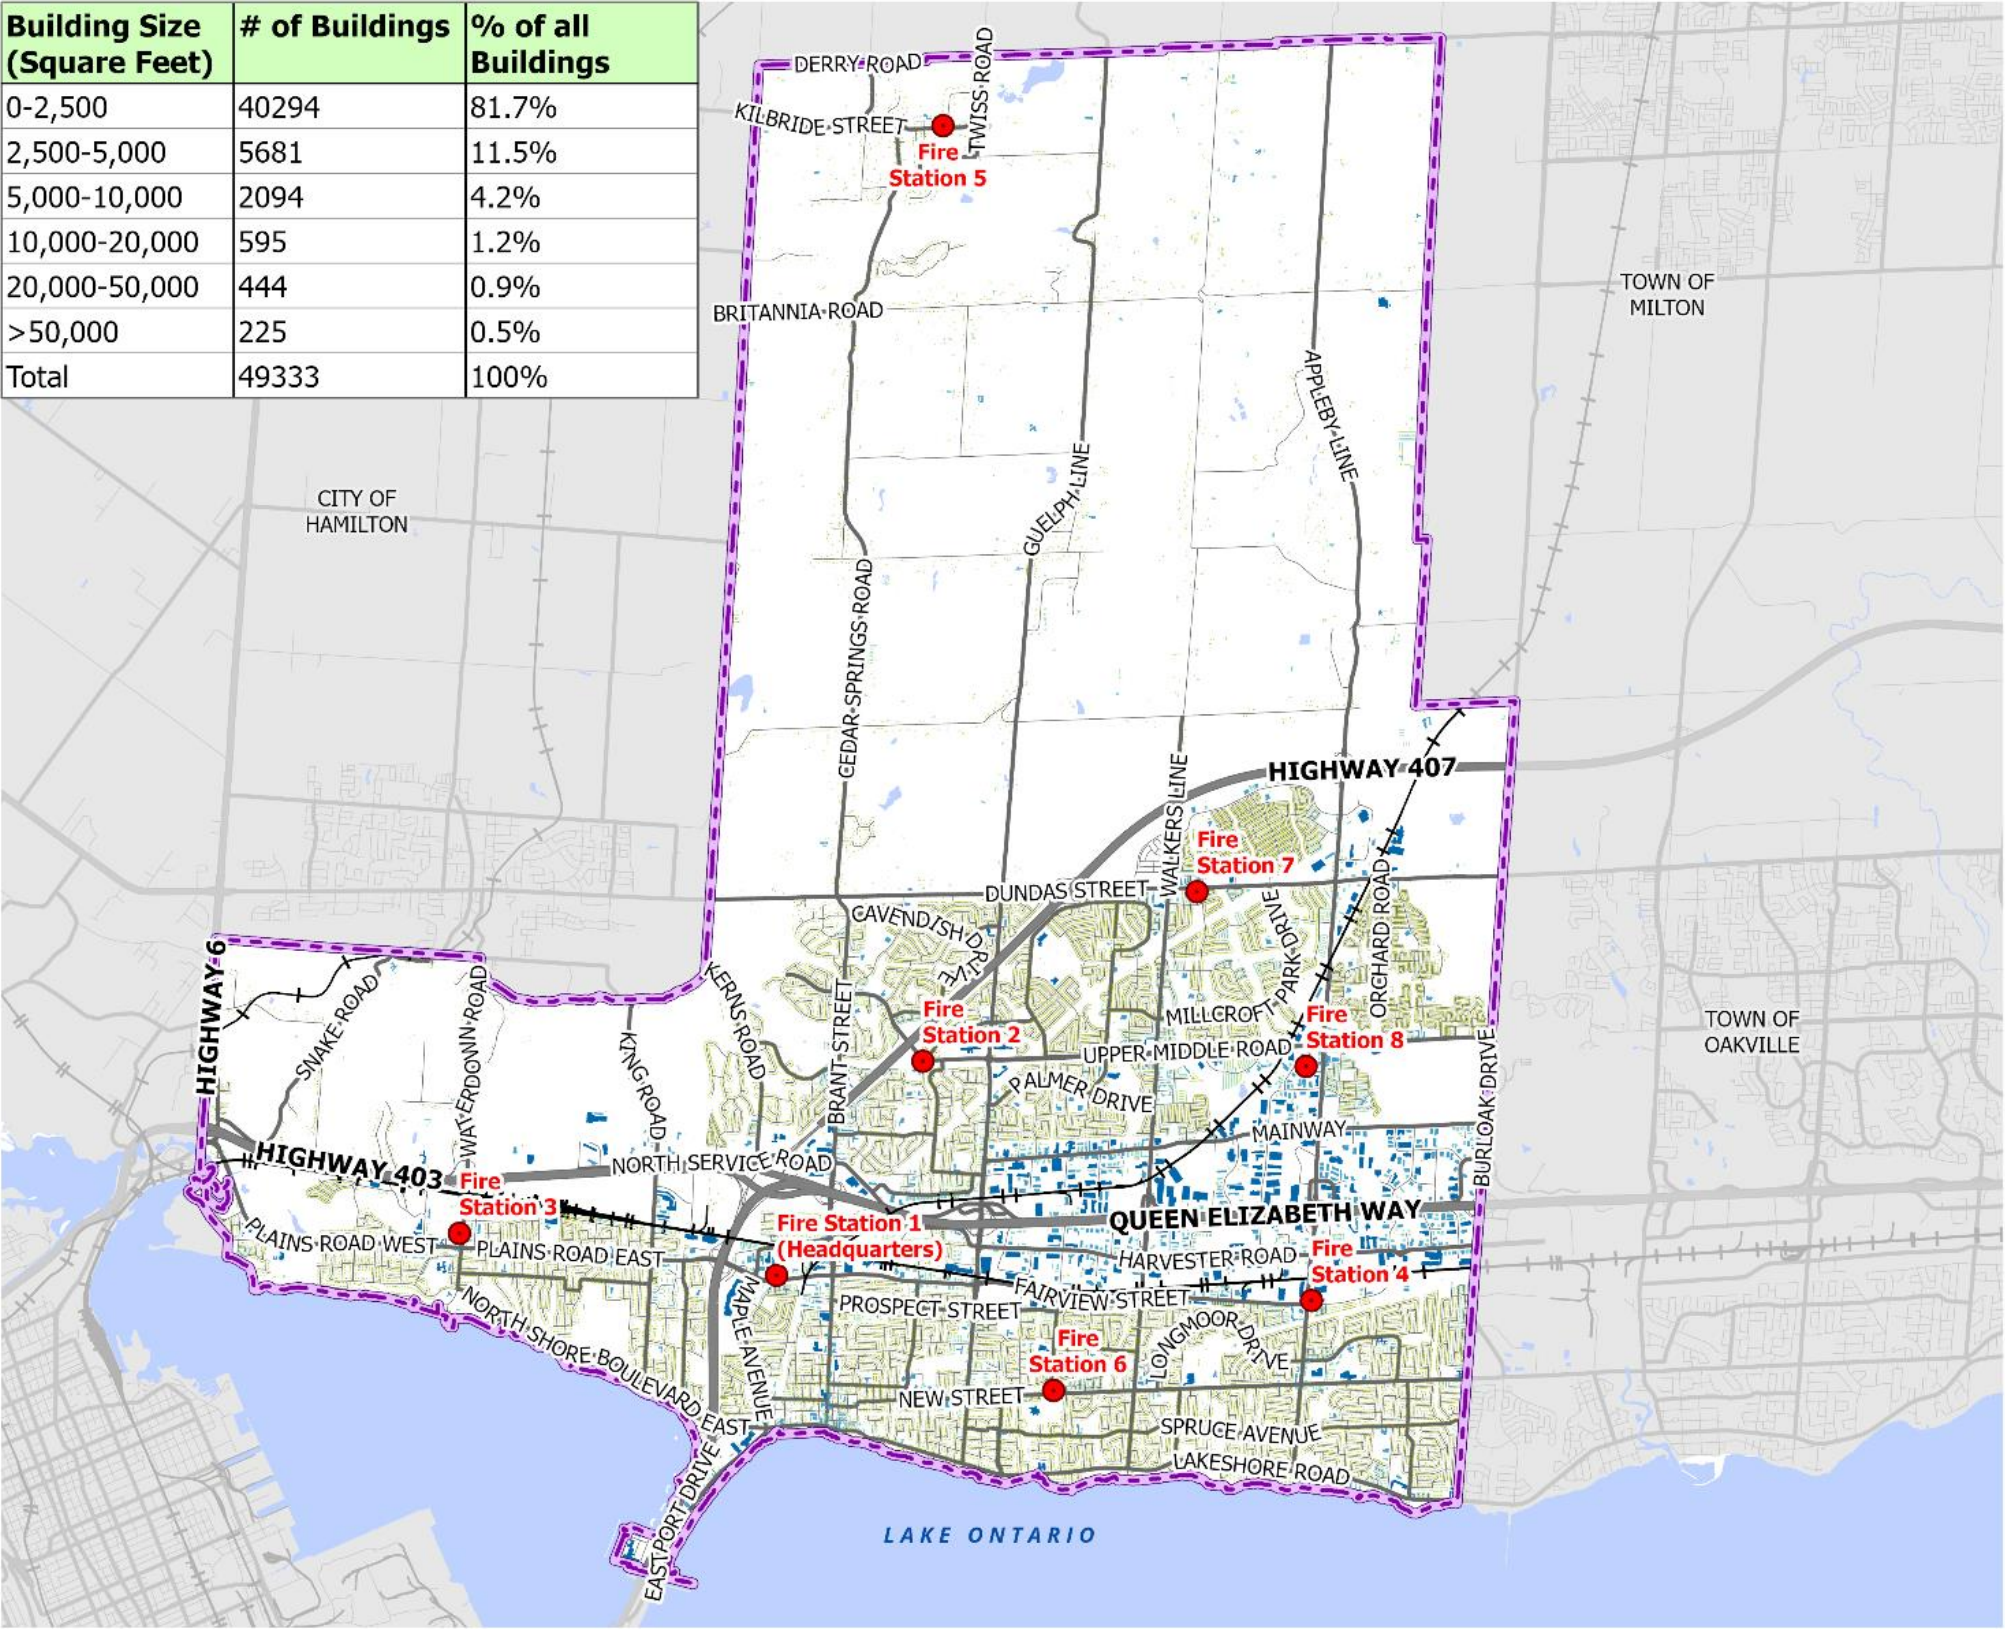 Building Size # of Buildings % of all
(Square Feet) Buildings
0-2,500 40294 81.7%
2,500-5,000 5681 11.5%
5,000-10,000 2094 4.2%
10,000-20,000 595 1.2%
20,000-50,000 444 0.9%
>50,000 225 0.5%
Total 49333 100%
DERRY ROAD
TWISS ROAD
KILBRIDE STREET
Fire
Station 5
BRITANNIA ROAD
TOWN OF
MILTON
APPLEBY LINE
CITY OF
HAMILTON
GUELPH LINE
CEDAR SPRINGS ROAD
HIGHWAY 407
WALKERS LINE
Fire
Station 7
DUNDAS STREET
CAVENDISH DRIVE
MILLCROFT PARK DRIVE
ORCHARD ROAD
HIGHWAY 6
SNAKE ROAD
WATERDOWN ROAD
KING ROAD
KERNS ROAD
BRANT STREET
Fire
Station 2
Fire
Station 8
UPPER MIDDLE ROAD
PALMER DRIVE
TOWN OF
OAKVILLE
BURLOAK DRIVE
MAINWAY
HIGHWAY 403
NORTH SERVICE ROAD
Fire
Station 3
QUEEN ELIZABETH WAY
PLAINS ROAD WEST
PLAINS ROAD EAST
Fire Station 1
(Headquarters)
HARVESTER ROAD
Fire
Station 4
FAIRVIEW STREET
PROSPECT STREET
MAPLE AVENUE
NORTH SHORE BOULEVARD EAST
Fire
Station 6
LONGMOOR DRIVE
NEW STREET
SPRUCE AVENUE
LAKESHORE ROAD
EASTPORT DRIVE
LAKE ONTARIO